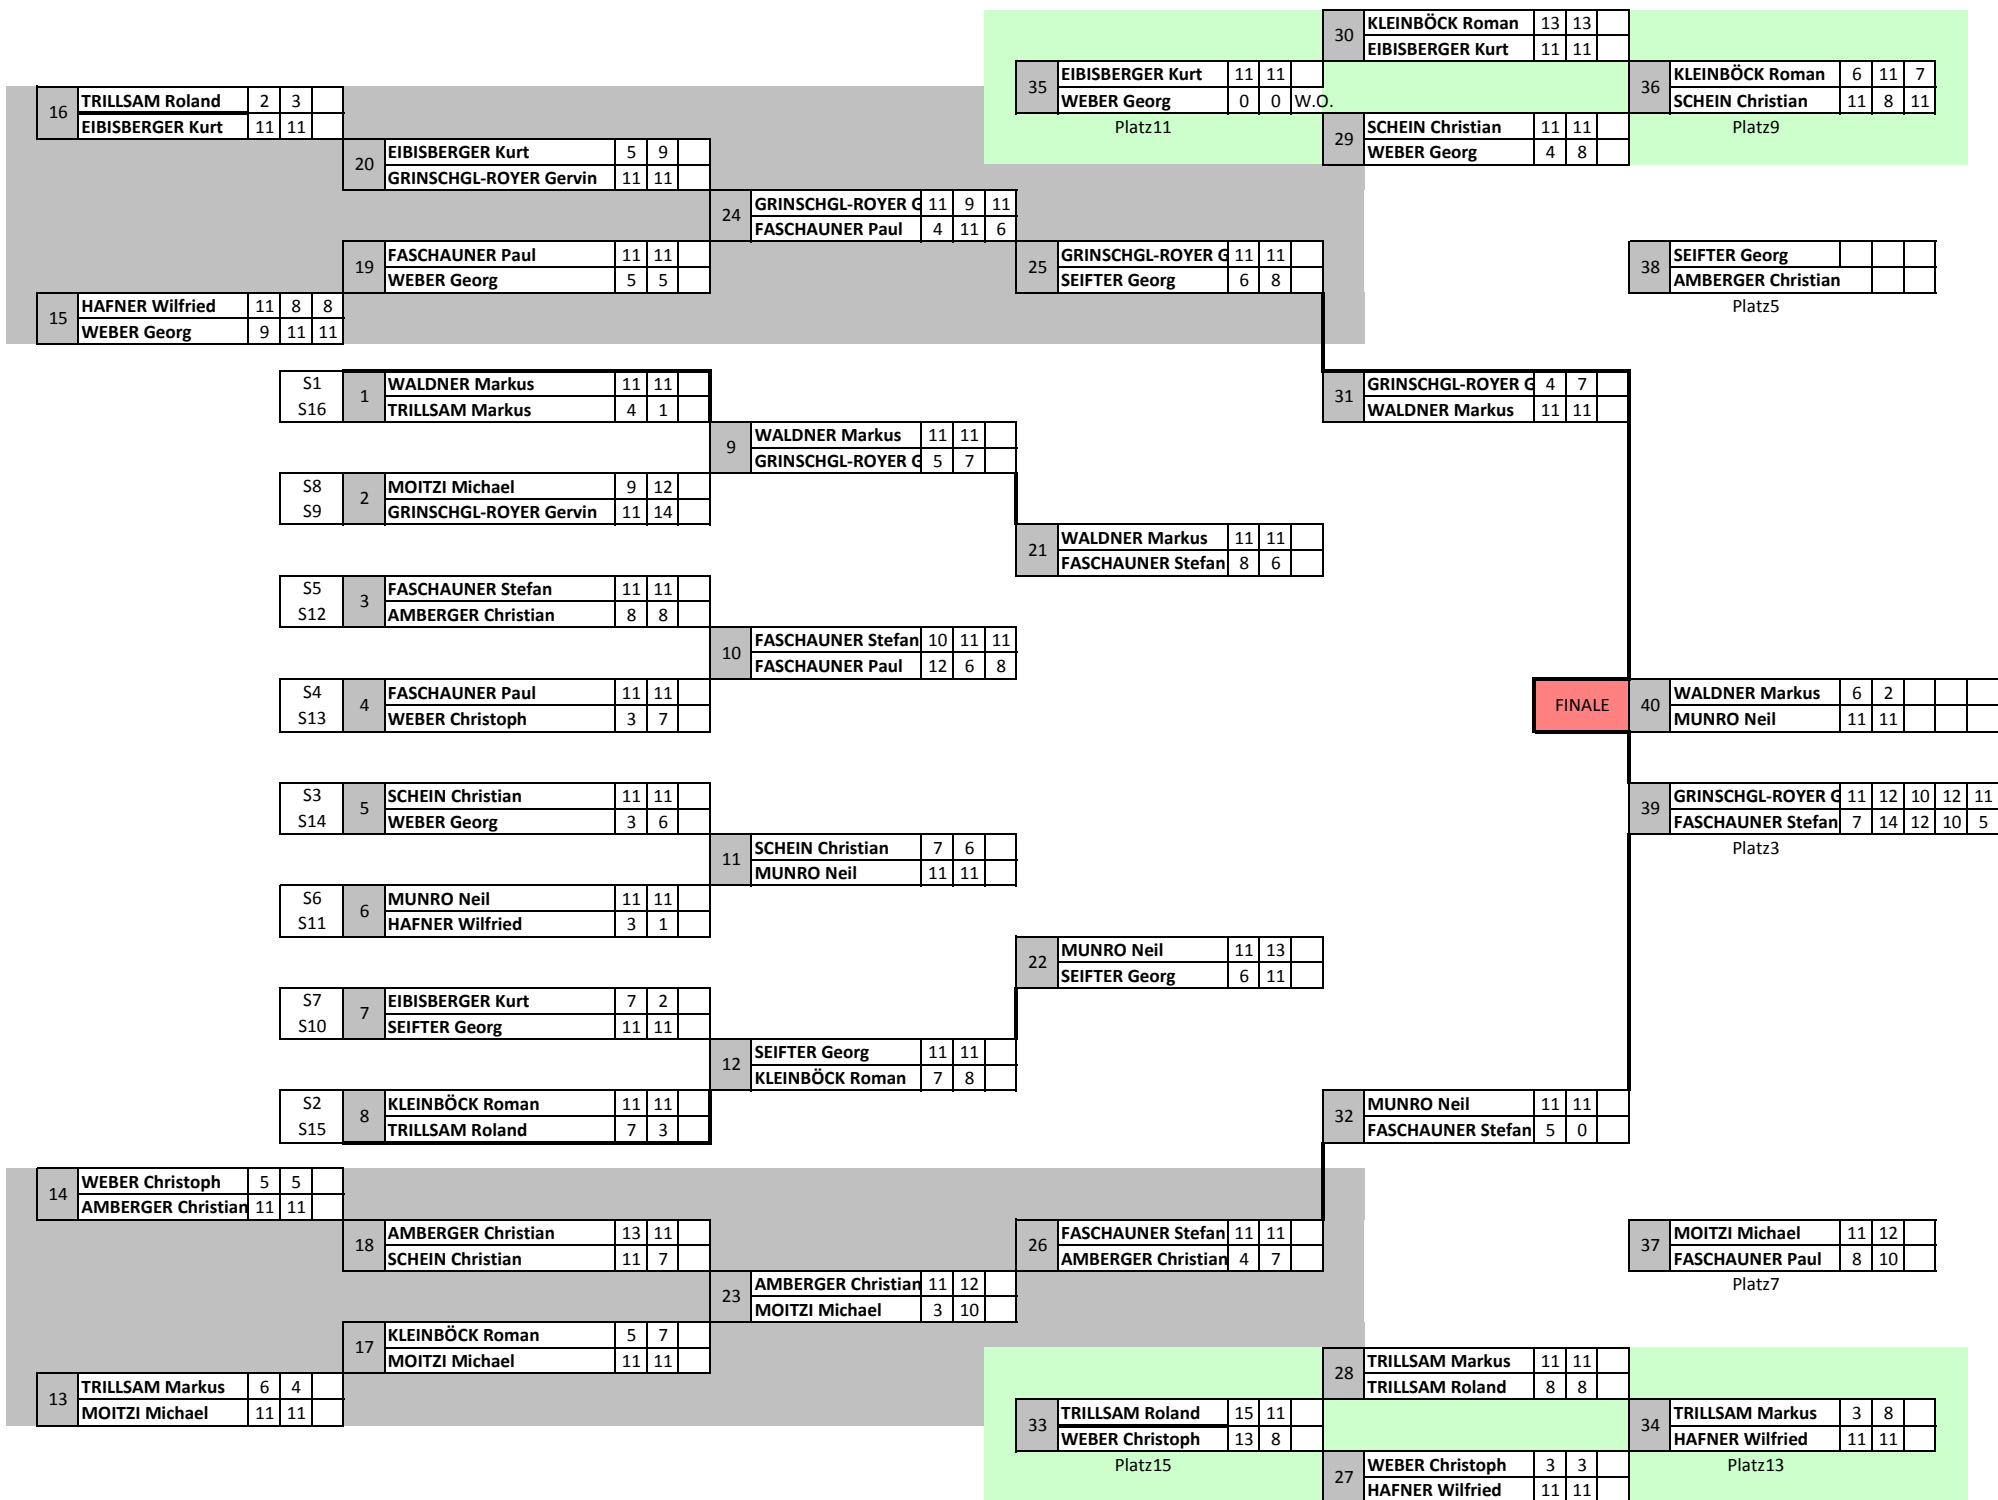 30 KLEINBÖCK Roman 13 13
EIBISBERGER Kurt 11 11
35 EIBISBERGER Kurt 11 11
WEBER Georg 0 0 W.O.
Platz11
36 KLEINBÖCK Roman 6 11 7
SCHEIN Christian 11 8 11
Platz9
29 SCHEIN Christian 11 11
WEBER Georg 4 8
16 TRILLSAM Roland 2 3
EIBISBERGER Kurt 11 11
20 EIBISBERGER Kurt 5 9
GRINSCHGL-ROYER Gervin 11 11
24 GRINSCHGL-ROYER G 11 9 11
FASCHAUNER Paul 4 11 6
19 FASCHAUNER Paul 11 11
WEBER Georg 5 5
25 GRINSCHGL-ROYER G 11 11
SEIFTER Georg 6 8
38 SEIFTER Georg
AMBERGER Christian
Platz5
15 HAFNER Wilfried 11 8 8
WEBER Georg 9 11 11
S1 1 WALDNER Markus 11 11
S16 TRILLSAM Markus 4 1
31 GRINSCHGL-ROYER G 4 7
WALDNER Markus 11 11
9 WALDNER Markus 11 11
GRINSCHGL-ROYER G 5 7
S8 2 MOITZI Michael 9 12
S9 GRINSCHGL-ROYER Gervin 11 14
21 WALDNER Markus 11 11
FASCHAUNER Stefan 8 6
S5 3 FASCHAUNER Stefan 11 11
S12 AMBERGER Christian 8 8
10 FASCHAUNER Stefan 10 11 11
FASCHAUNER Paul 12 6 8
S4 4 FASCHAUNER Paul 11 11
S13 WEBER Christoph 3 7
FINALE 40 WALDNER Markus 6 2
MUNRO Neil 11 11
S3 5 SCHEIN Christian 11 11
S14 WEBER Georg 3 6
39 GRINSCHGL-ROYER G 11 12 10 12 11
FASCHAUNER Stefan 7 14 12 10 5
Platz3
11 SCHEIN Christian 7 6
MUNRO Neil 11 11
S6 6 MUNRO Neil 11 11
S11 HAFNER Wilfried 3 1
22 MUNRO Neil 11 13
SEIFTER Georg 6 11
S7 7 EIBISBERGER Kurt 7 2
S10 SEIFTER Georg 11 11
12 SEIFTER Georg 11 11
KLEINBÖCK Roman 7 8
S2 8 KLEINBÖCK Roman 11 11
S15 TRILLSAM Roland 7 3
32 MUNRO Neil 11 11
FASCHAUNER Stefan 5 0
14 WEBER Christoph 5 5
AMBERGER Christian 11 11
18 AMBERGER Christian 13 11
SCHEIN Christian 11 7
26 FASCHAUNER Stefan 11 11
AMBERGER Christian 4 7
37 MOITZI Michael 11 12
FASCHAUNER Paul 8 10
Platz7
23 AMBERGER Christian 11 12
MOITZI Michael 3 10
17 KLEINBÖCK Roman 5 7
MOITZI Michael 11 11
28 TRILLSAM Markus 11 11
TRILLSAM Roland 8 8
13 TRILLSAM Markus 6 4
MOITZI Michael 11 11
33 TRILLSAM Roland 15 11
WEBER Christoph 13 8
Platz15
34 TRILLSAM Markus 3 8
HAFNER Wilfried 11 11
Platz13
27 WEBER Christoph 3 3
HAFNER Wilfried 11 11